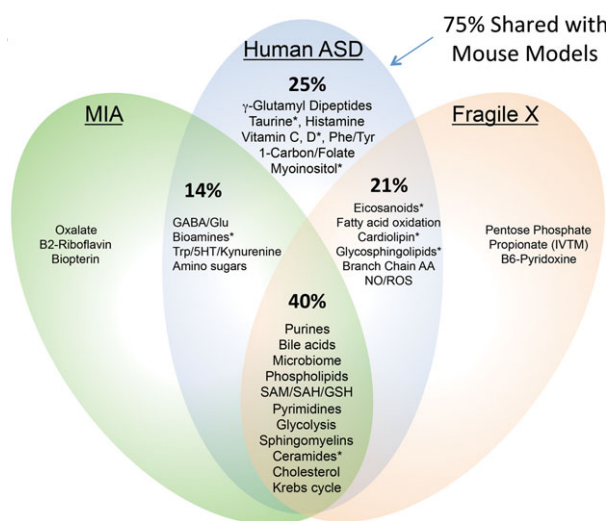 75% Shared with
Mouse Models
Human ASD
25%
γ-Glutamyl Dipeptides
Taurine*, Histamine
Vitamin C, D*, Phe/Tyr
1-Carbon/Folate
Myoinositol*
MIA
Fragile X
14%
GABA/Glu
Bioamines*
Trp/5HT/Kynurenine
Amino sugars
21%
Eicosanoids*
Fatty acid oxidation
Cardiolipin*
Glycosphingolipids*
Branch Chain AA
NO/ROS
Oxalate
B2-Riboflavin
Biopterin
Pentose Phosphate
Propionate (IVTM)
B6-Pyridoxine
40%
Purines
Bile acids
Microbiome
Phospholipids
SAM/SAH/GSH
Pyrimidines
Glycolysis
Sphingomyelins
Ceramides*
Cholesterol
Krebs cycle